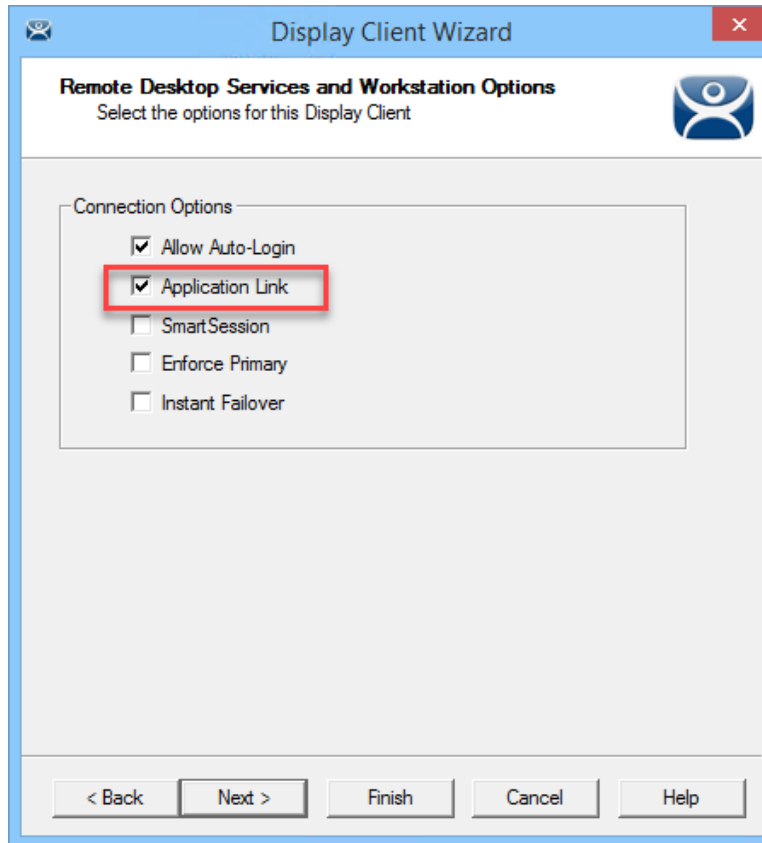 Display Client Wizard
Remote Desktop Services and Workstation Options
Select the options for this Display Client
Connection Options
Allow Auto-Login
Application Link
SmartSession
Enforce Primary
Instant Failover
< Back Next > Finish Cancel Help